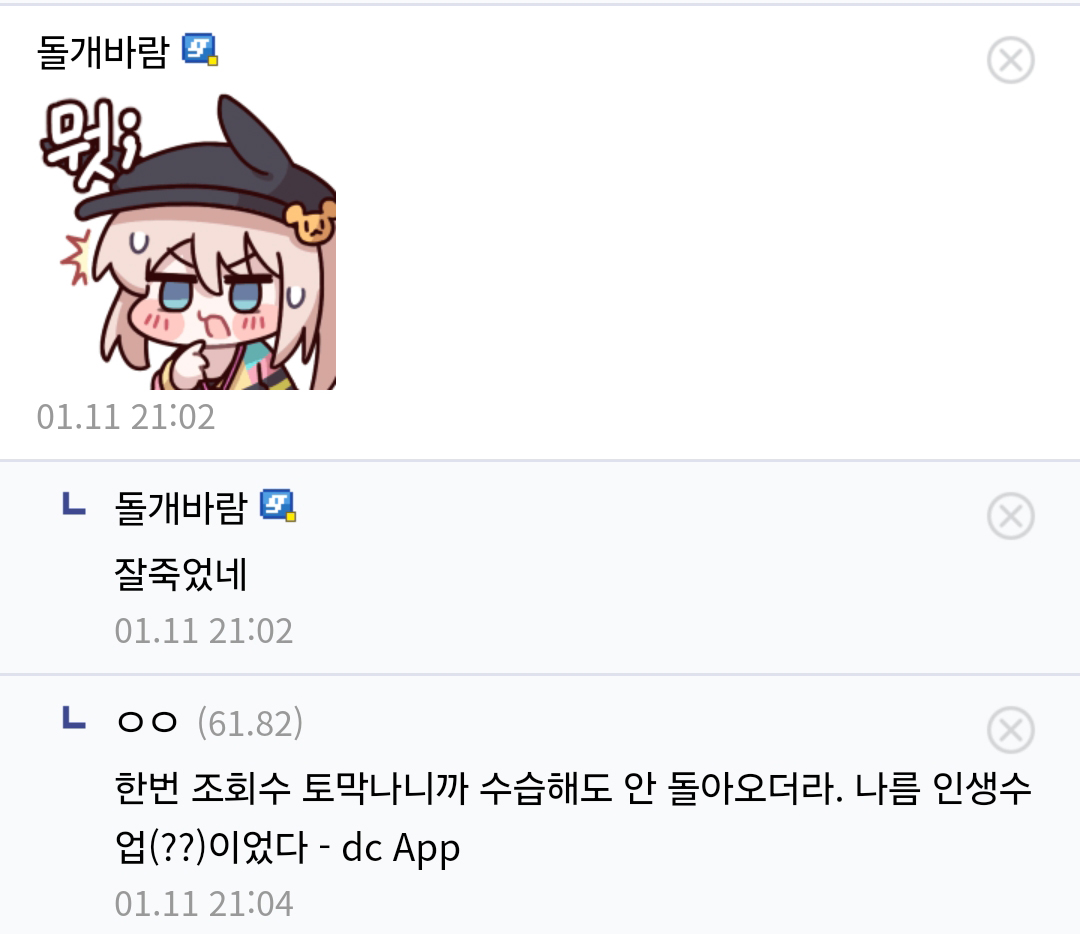 돌개바람
뭣;
01.11 21:02
돌개바람
잘죽었네
01.11 21:02
ㅇㅇ (61.82)
한번 조회수 토막나니까 수습해도 안 돌아오더라. 나름 인생수
업(??)이었다 - dc App
01.11 21:04